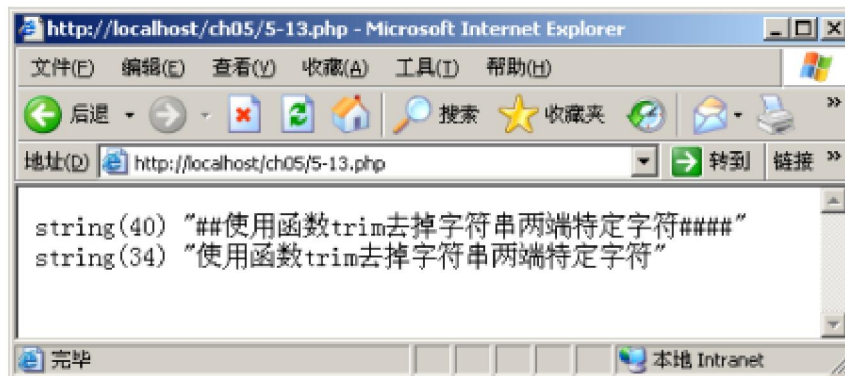 http://localhost/ch05/5-13.php - Microsoft Internet Explorer
文件(F) 编辑(E) 查看(V) 收藏(A) 工具(T) 帮助(H)
后退 搜索 收藏夹 »
地址(D) http://localhost/ch05/5-13.php 转到 链接 »
string(40) "##使用函数trim去掉字符串两端特定字符####"
string(34) "使用函数trim去掉字符串两端特定字符"
完毕 本地 Intranet